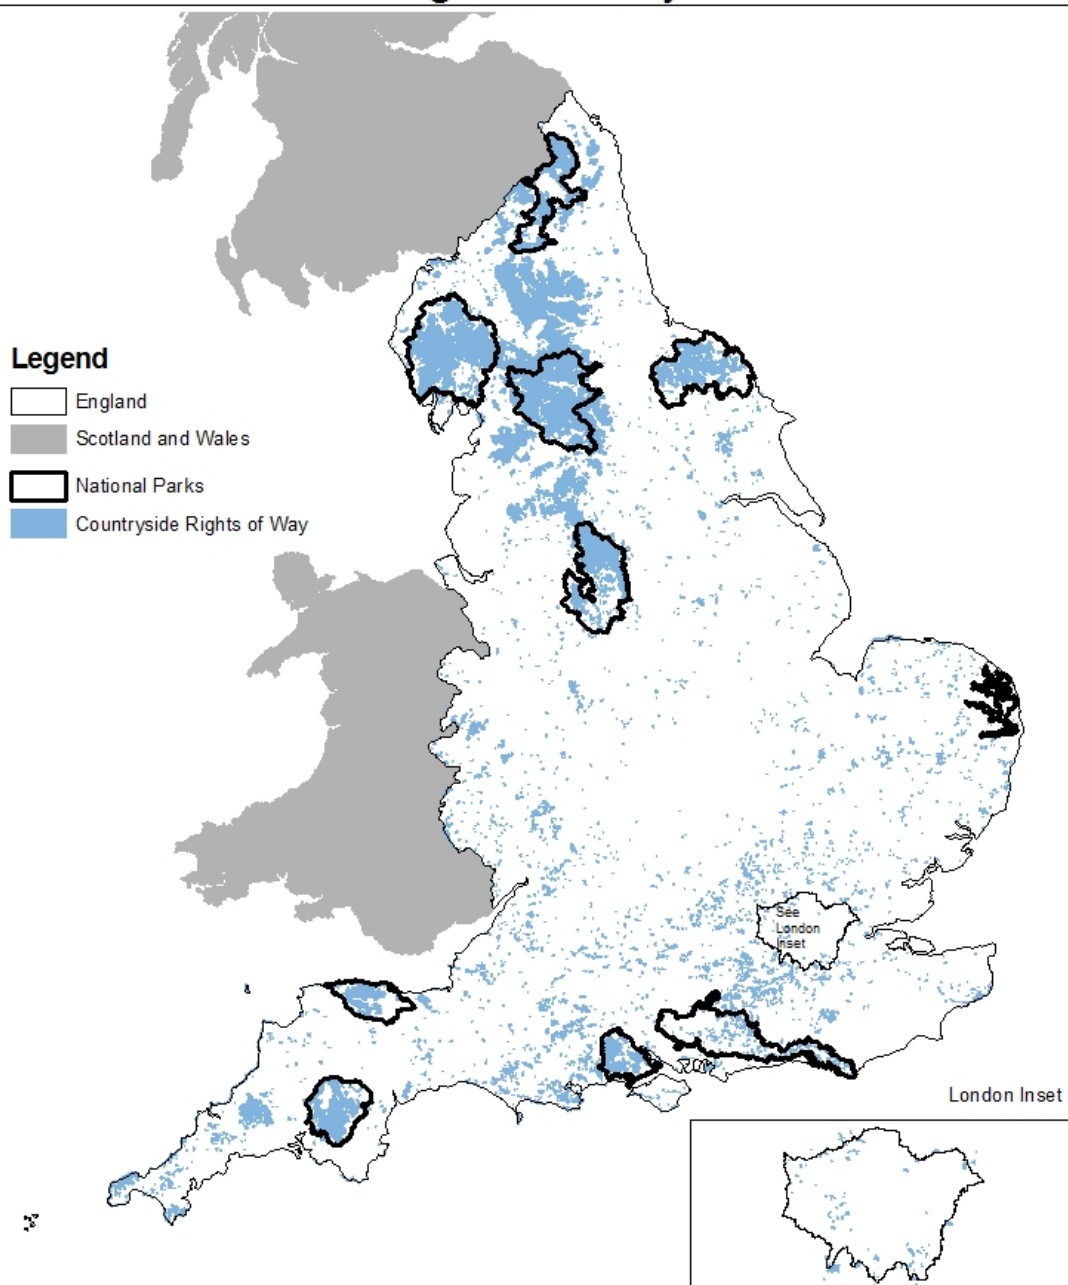 Legend
England
Scotland and Wales
National Parks
Countryside Rights of Way
See
London
Inset
London Inset